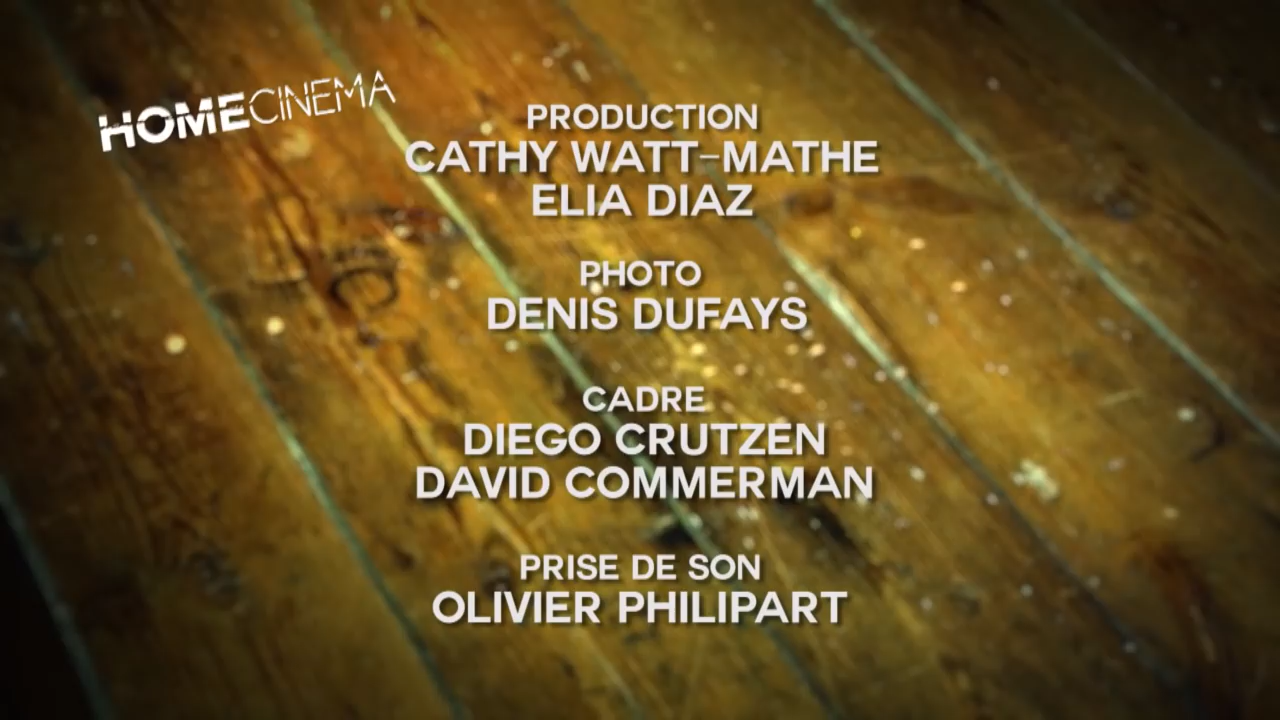 HOMECINEMA
PRODUCTION
CATHY WATT-MATHE
ELIA DIAZ
PHOTO
DENIS DUFAYS
CADRE
DIEGO CRUTZEN
DAVID COMMERMAN
PRISE DE SON
OLIVIER PHILIPART